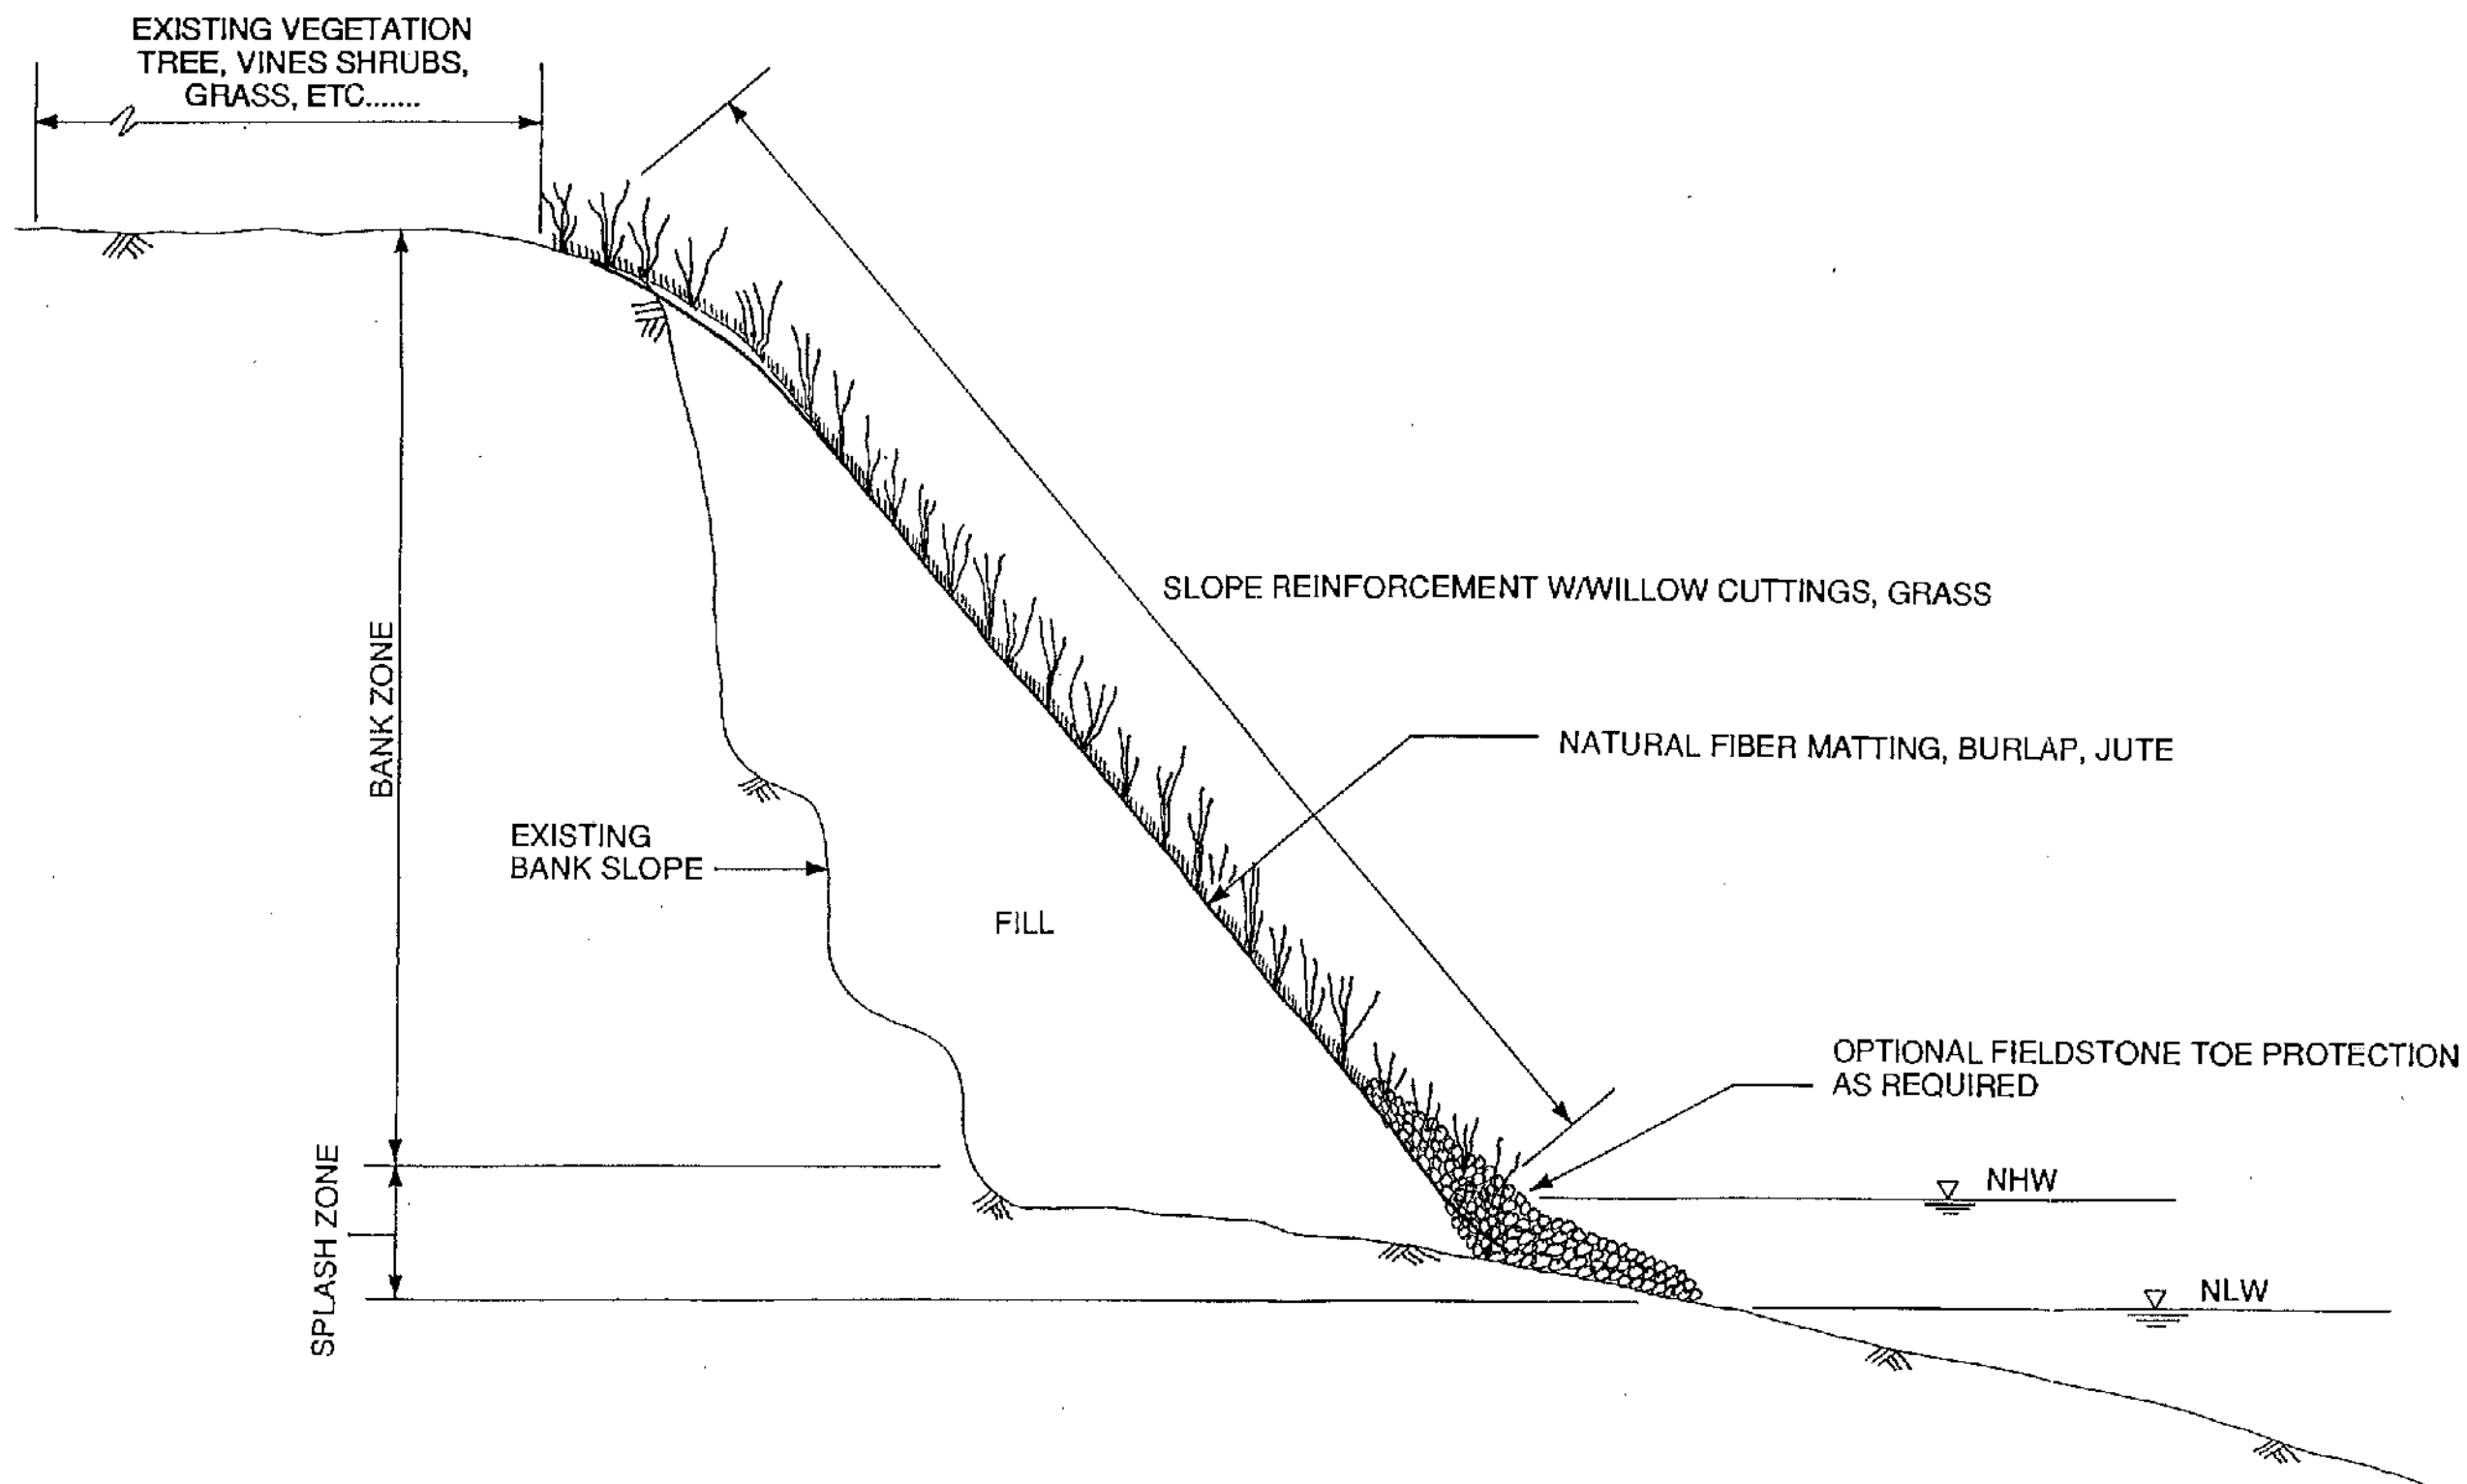 EXISTING VEGETATION
TREE, VINES SHRUBS,
GRASS, ETC.......
SLOPE REINFORCEMENT W/WILLOW CUTTINGS, GRASS
BANK ZONE
NATURAL FIBER MATTING, BURLAP, JUTE
EXISTING
BANK SLOPE
FILL
OPTIONAL FIELDSTONE TOE PROTECTION
AS REQUIRED
SPLASH ZONE
NHW
NLW